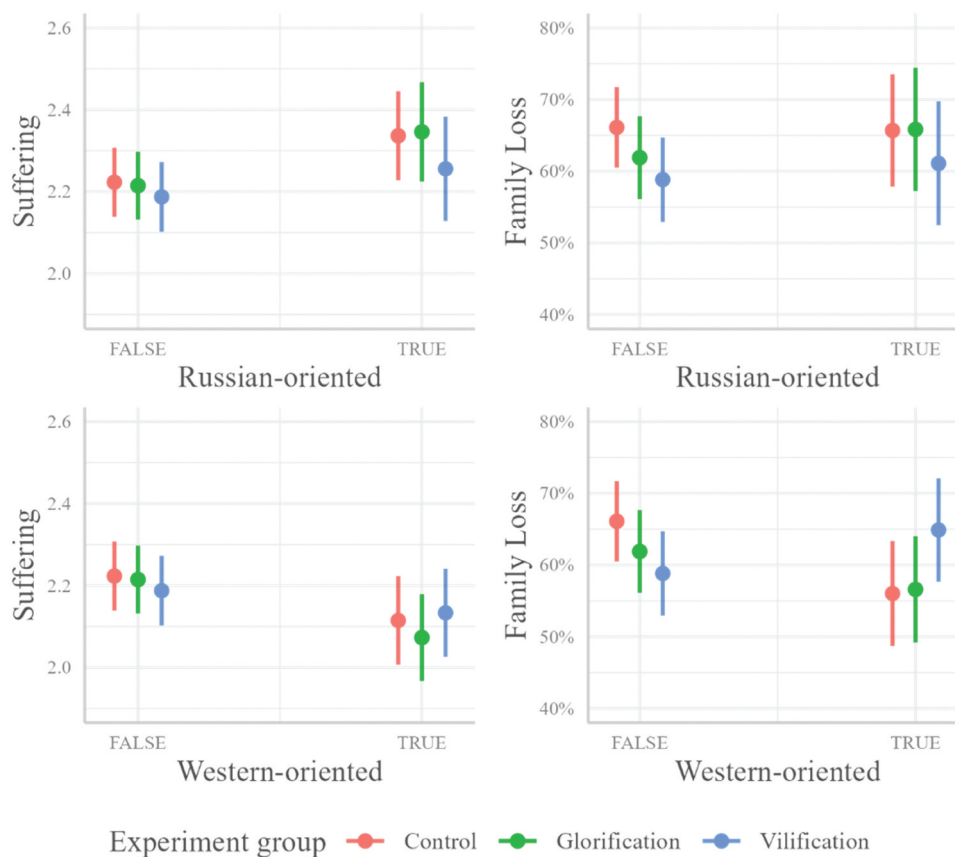 2.6
2.4
2.2
2.0
Suffering
FALSE
TRUE
Russian-oriented
80%
70%
60%
50%
40%
Family Loss
FALSE
TRUE
Russian-oriented
2.6
2.4
2.2
2.0
Suffering
FALSE
TRUE
Western-oriented
80%
70%
60%
50%
40%
Family Loss
FALSE
TRUE
Western-oriented
Experiment group Control Glorification Vilification